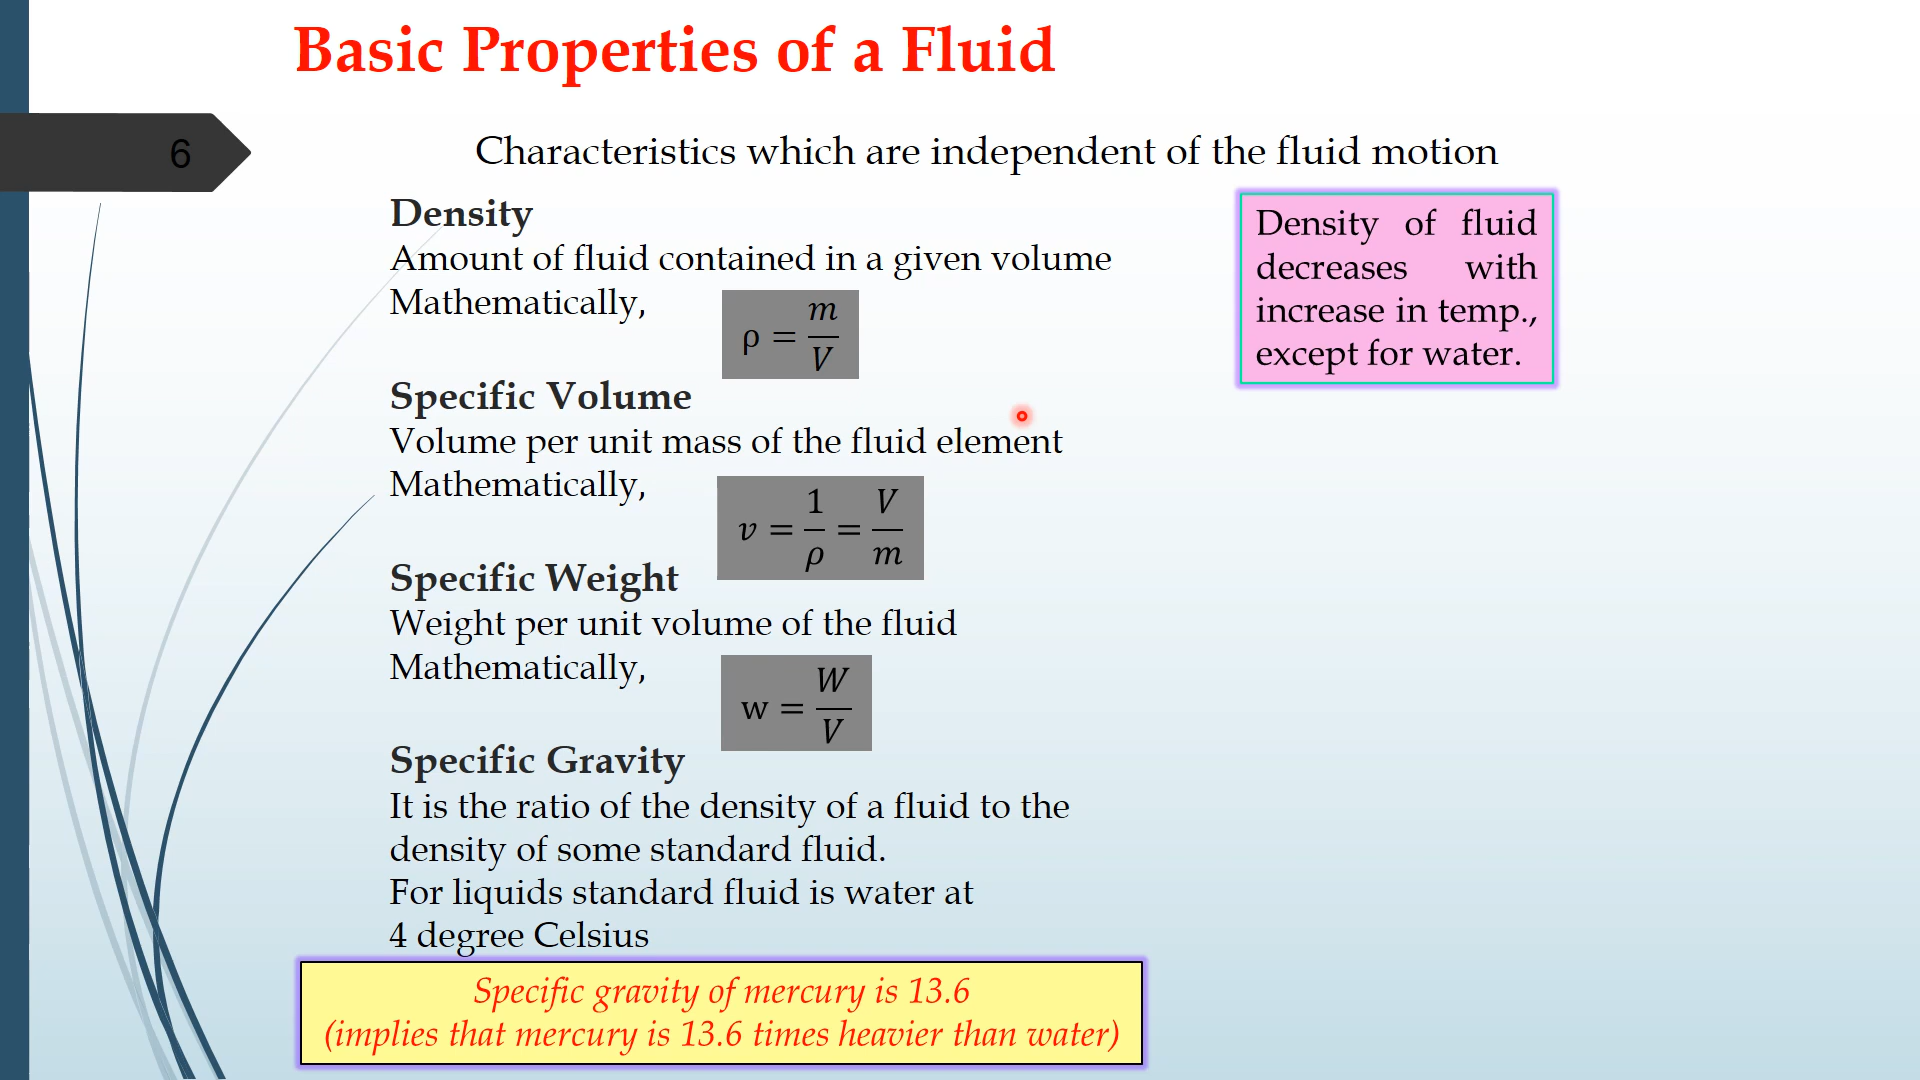 Basic Properties of a Fluid
6
Characteristics which are independent of the fluid motion
Density
Amount of fluid contained in a given volume
Mathematically,
ρ = m/V
Specific Volume
Volume per unit mass of the fluid element
Mathematically,
v = 1/ρ = V/m
Specific Weight
Weight per unit volume of the fluid
Mathematically,
w = W/V
Specific Gravity
It is the ratio of the density of a fluid to the
density of some standard fluid.
For liquids standard fluid is water at
4 degree Celsius
Specific gravity of mercury is 13.6
(implies that mercury is 13.6 times heavier than water)
Density of fluid
decreases with
increase in temp.,
except for water.